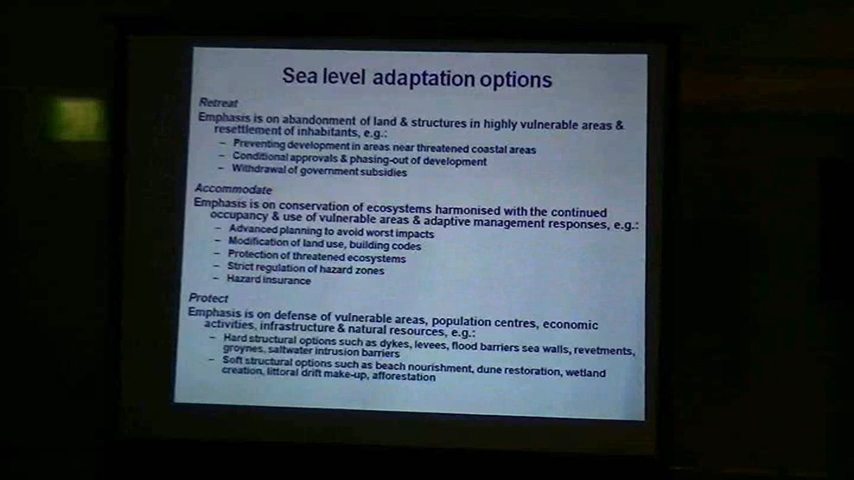 Sea level adaptation options
Retreat
Emphasis is on abandonment of land & structures in highly vulnerable areas &
resettlement of inhabitants, e.g.:
– Preventing development in areas near threatened coastal areas
– Conditional approvals & phasing-out of development
– Withdrawal of government subsidies
Accommodate
Emphasis is on conservation of ecosystems harmonised with the continued
occupancy & use of vulnerable areas & adaptive management responses, e.g.:
– Advanced planning to avoid worst impacts
– Modification of land use, building codes
– Protection of threatened ecosystems
– Strict regulation of hazard zones
– Hazard insurance
Protect
Emphasis is on defense of vulnerable areas, population centres, economic
activities, infrastructure & natural resources, e.g.:
– Hard structural options such as dykes, levees, flood barriers sea walls, revetments,
groynes, saltwater intrusion barriers
– Soft structural options such as beach nourishment, dune restoration, wetland
creation, littoral drift make-up, afforestation